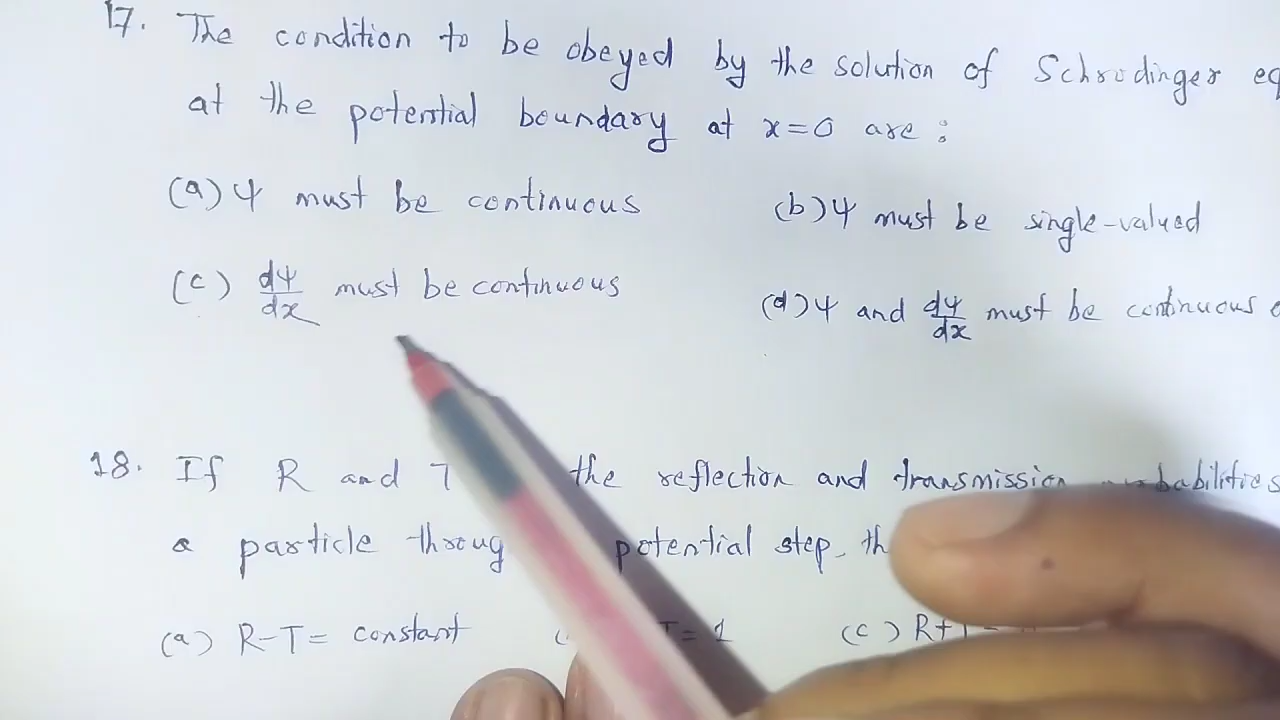 17. The condition to be obeyed by the solution of Schrodinger eq
at the potential boundary at x=0 are :
(a) Ψ must be continuous (b) Ψ must be single-valued
(c) dΨ/dx must be continuous (d) Ψ and dΨ/dx must be continuous
18. If R and T the reflection and transmission
a particle potential step, th
(a) R-T= constant T= 1 (c) R+T